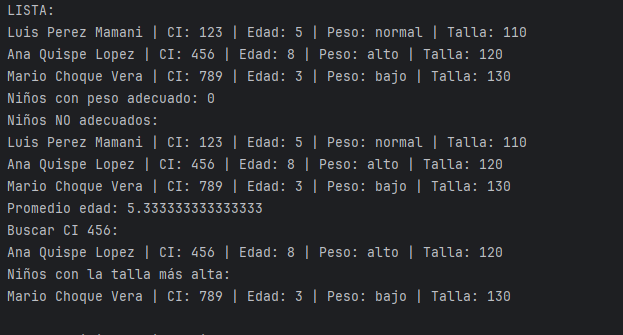 LISTA:
Luis Perez Mamani | CI: 123 | Edad: 5 | Peso: normal | Talla: 110
Ana Quispe Lopez | CI: 456 | Edad: 8 | Peso: alto | Talla: 120
Mario Choque Vera | CI: 789 | Edad: 3 | Peso: bajo | Talla: 130
Niños con peso adecuado: 0
Niños NO adecuados:
Luis Perez Mamani | CI: 123 | Edad: 5 | Peso: normal | Talla: 110
Ana Quispe Lopez | CI: 456 | Edad: 8 | Peso: alto | Talla: 120
Mario Choque Vera | CI: 789 | Edad: 3 | Peso: bajo | Talla: 130
Promedio edad: 5.333333333333333
Buscar CI 456:
Ana Quispe Lopez | CI: 456 | Edad: 8 | Peso: alto | Talla: 120
Niños con la talla más alta:
Mario Choque Vera | CI: 789 | Edad: 3 | Peso: bajo | Talla: 130